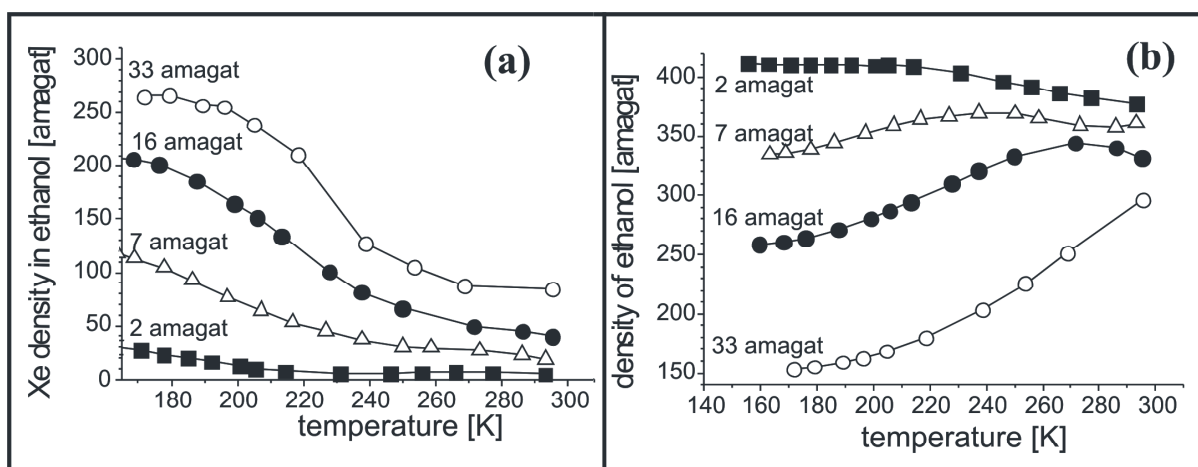 (a)
Xe density in ethanol [amagat]
300
250
200
150
100
50
0
33 amagat
16 amagat
7 amagat
2 amagat
180 200 220 240 260 280 300
temperature [K]
(b)
density of ethanol [amagat]
400
350
300
250
200
150
2 amagat
7 amagat
16 amagat
33 amagat
140 160 180 200 220 240 260 280 300
temperature [K]